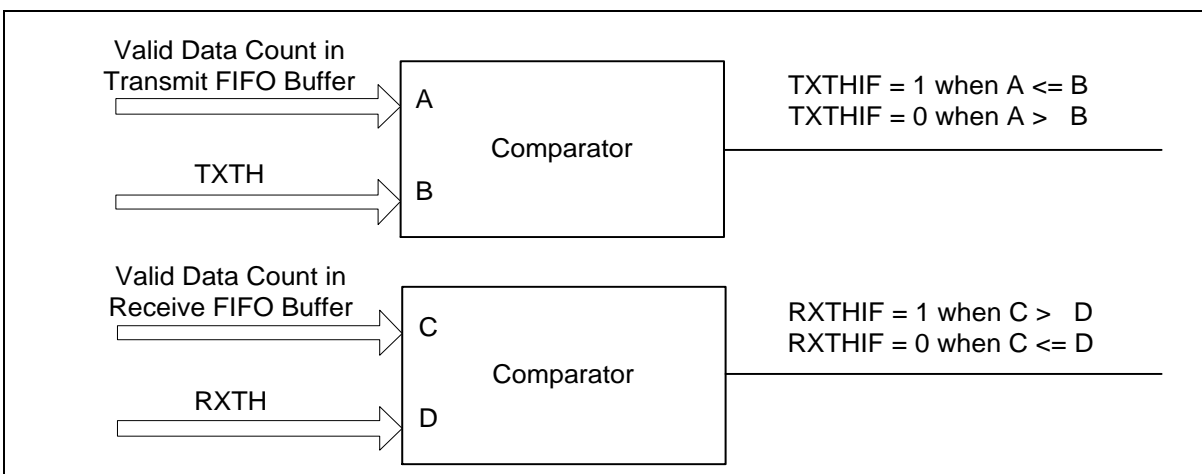 Valid Data Count in
Transmit FIFO Buffer
A
TXTH
B
Comparator
TXTHIF = 1 when A <= B
TXTHIF = 0 when A > B
Valid Data Count in
Receive FIFO Buffer
C
RXTH
D
Comparator
RXTHIF = 1 when C > D
RXTHIF = 0 when C <= D